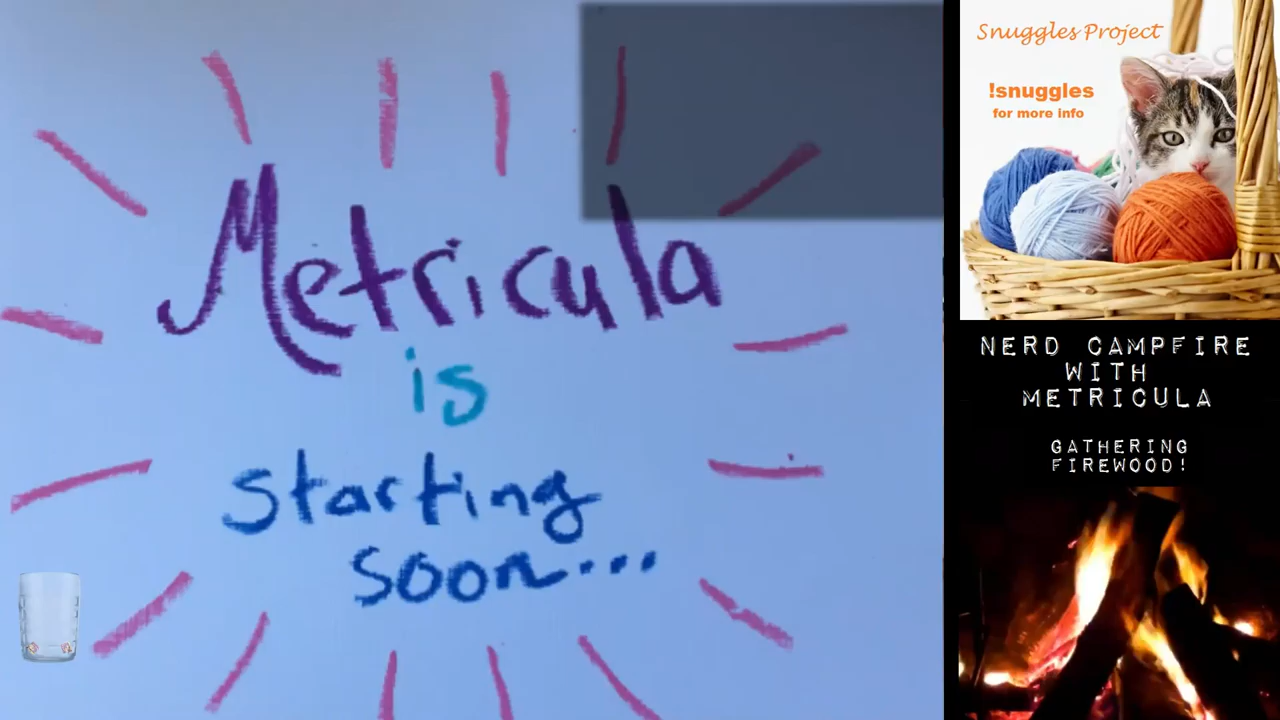 Metricula
is
starting
soon...
Snuggles Project
!snuggles
for more info
NERD CAMPFIRE
WITH
METRICULA
GATHERING
FIREWOOD!